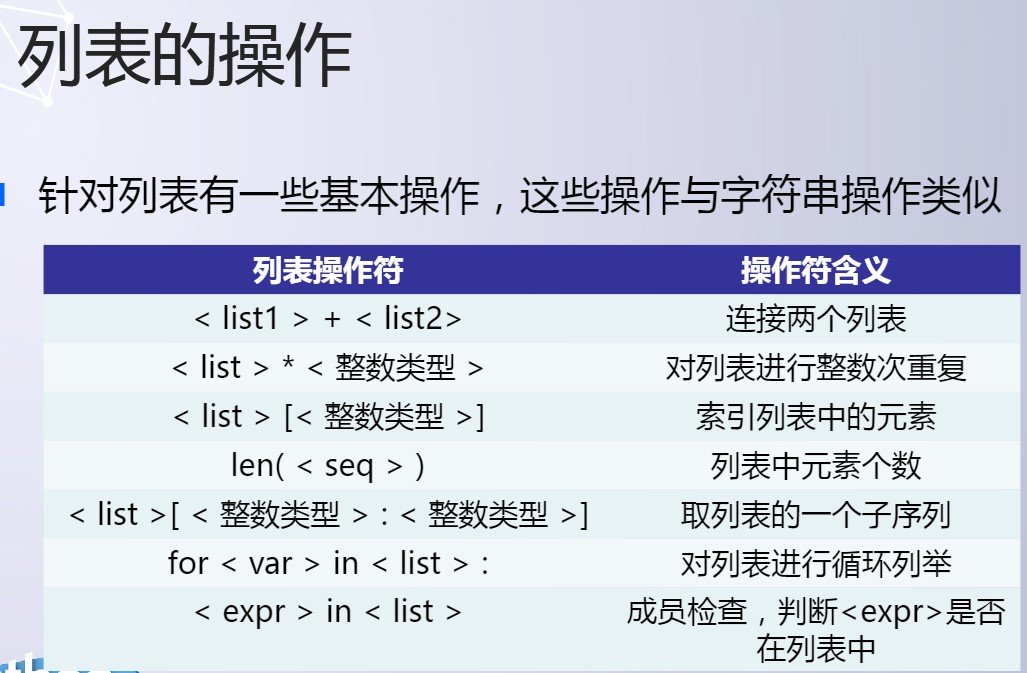 列表的操作
针对列表有一些基本操作，这些操作与字符串操作类似
列表操作符 操作符含义
< list1 > + < list2> 连接两个列表
< list > * < 整数类型 > 对列表进行整数次重复
< list > [< 整数类型 >] 索引列表中的元素
len( < seq > ) 列表中元素个数
< list >[ < 整数类型 > : < 整数类型 >] 取列表的一个子序列
for < var > in < list > : 对列表进行循环列举
< expr > in < list > 成员检查，判断<expr>是否
在列表中